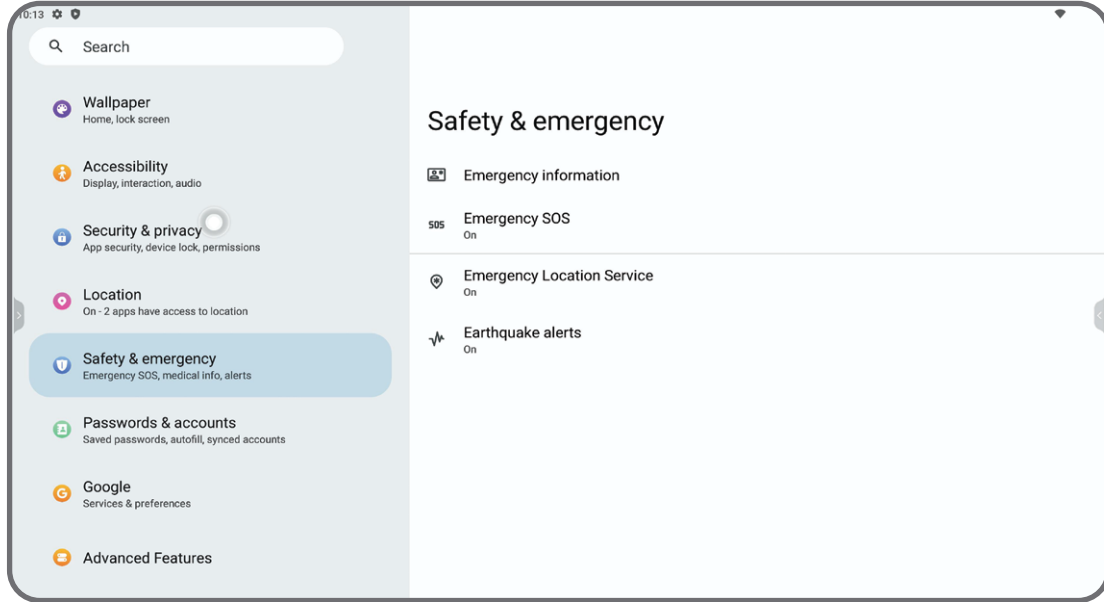 10:13
Search
Wallpaper
Home, lock screen
Accessibility
Display, interaction, audio
Security & privacy
App security, device lock, permissions
Location
On - 2 apps have access to location
Safety & emergency
Emergency SOS, medical info, alerts
Passwords & accounts
Saved passwords, autofill, synced accounts
Google
Services & preferences
Advanced Features
Safety & emergency
Emergency information
SOS
Emergency SOS
On
Emergency Location Service
On
Earthquake alerts
On